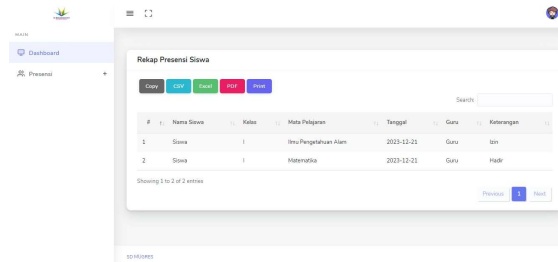 MAIN
Dashboard
Presensi +
Rekap Presensi Siswa
Copy CSV Excel PDF Print
Search:
# Nama Siswa Kelas Mata Pelajaran Tanggal Guru Keterangan
1 Siswa I Ilmu Pengetahuan Alam 2023-12-21 Guru Izin
2 Siswa I Matematika 2023-12-21 Guru Hadir
Showing 1 to 2 of 2 entries
Previous 1 Next